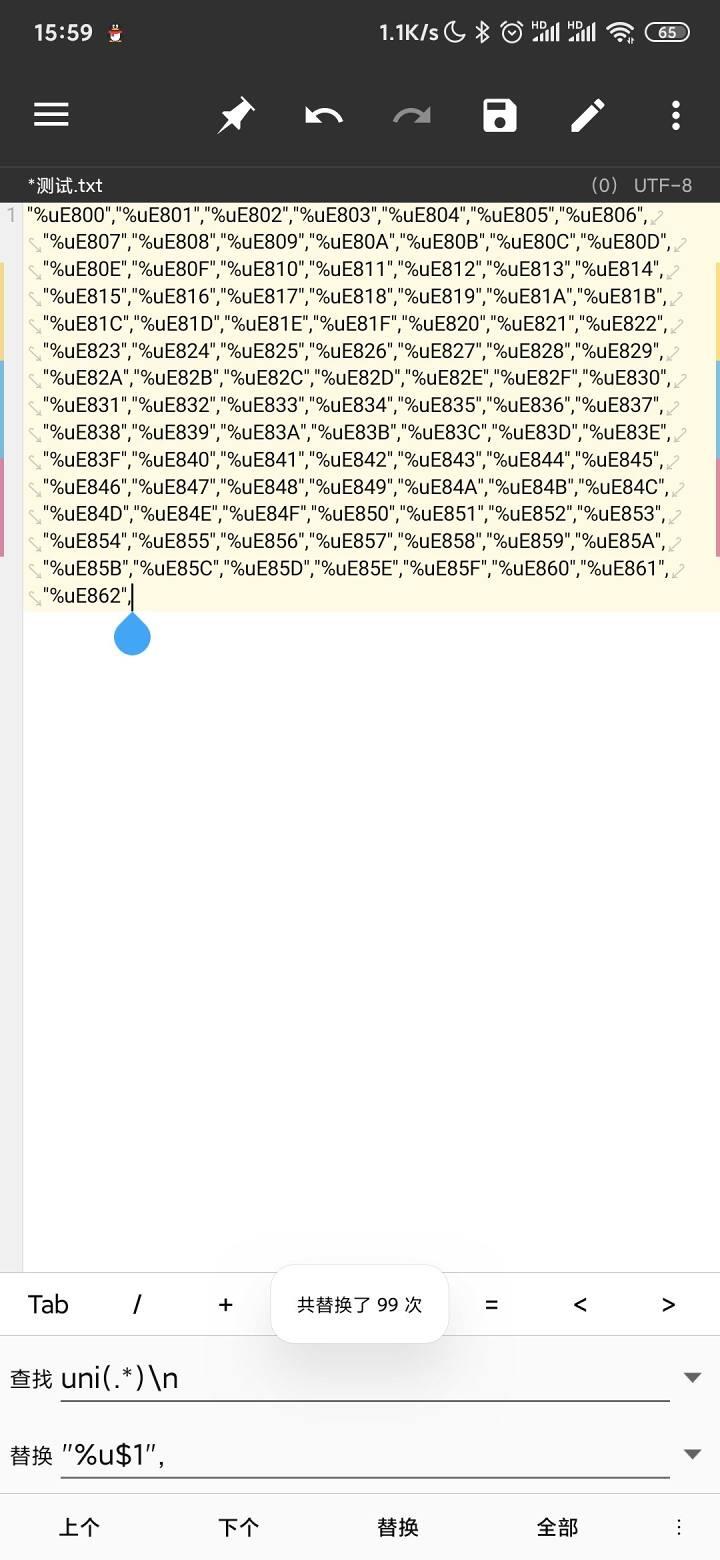 15:59 1.1K/s HD HD 65
*测试.txt (0) UTF-8
1 "%uE800","%uE801","%uE802","%uE803","%uE804","%uE805","%uE806",
"%uE807","%uE808","%uE809","%uE80A","%uE80B","%uE80C","%uE80D",
"%uE80E","%uE80F","%uE810","%uE811","%uE812","%uE813","%uE814",
"%uE815","%uE816","%uE817","%uE818","%uE819","%uE81A","%uE81B",
"%uE81C","%uE81D","%uE81E","%uE81F","%uE820","%uE821","%uE822",
"%uE823","%uE824","%uE825","%uE826","%uE827","%uE828","%uE829",
"%uE82A","%uE82B","%uE82C","%uE82D","%uE82E","%uE82F","%uE830",
"%uE831","%uE832","%uE833","%uE834","%uE835","%uE836","%uE837",
"%uE838","%uE839","%uE83A","%uE83B","%uE83C","%uE83D","%uE83E",
"%uE83F","%uE840","%uE841","%uE842","%uE843","%uE844","%uE845",
"%uE846","%uE847","%uE848","%uE849","%uE84A","%uE84B","%uE84C",
"%uE84D","%uE84E","%uE84F","%uE850","%uE851","%uE852","%uE853",
"%uE854","%uE855","%uE856","%uE857","%uE858","%uE859","%uE85A",
"%uE85B","%uE85C","%uE85D","%uE85E","%uE85F","%uE860","%uE861",
"%uE862",
Tab / + 共替换了 99 次 = < >
查找 uni(.*)\n
替换 "%u$1",
上个 下个 替换 全部